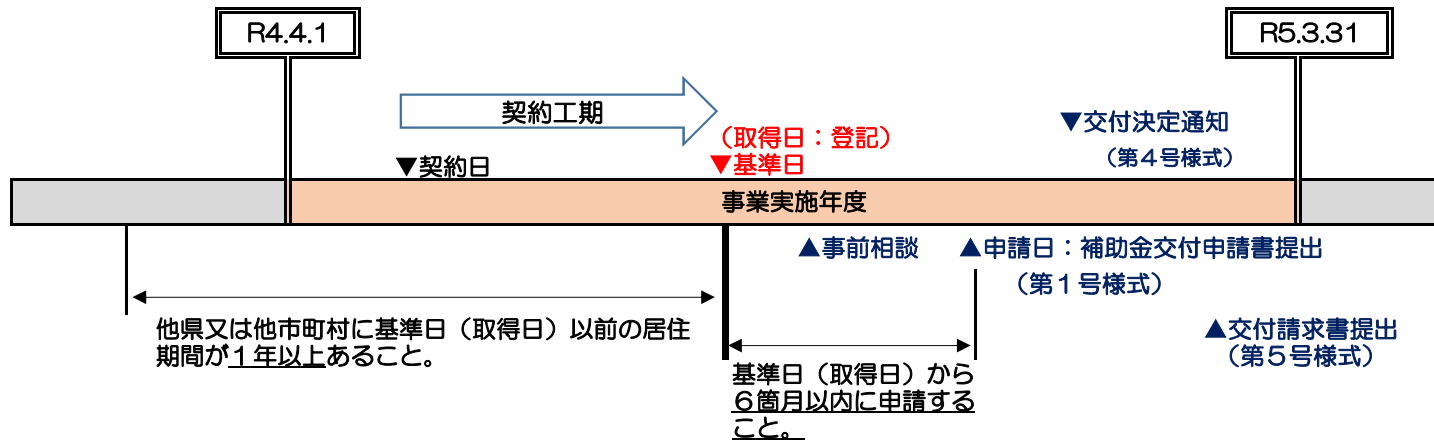 R4.4.1
R5.3.31
契約工期
(取得日:登記)
▼交付決定通知
(第4号様式)
▼契約日
▼基準日
事業実施年度
▲事前相談
▲申請日:補助金交付申請書提出
(第1号様式)
他県又は他市町村に基準日(取得日)以前の居住
期間が1年以上あること。
▲交付請求書提出
(第5号様式)
基準日(取得日)から
6箇月以内に申請する
こと。